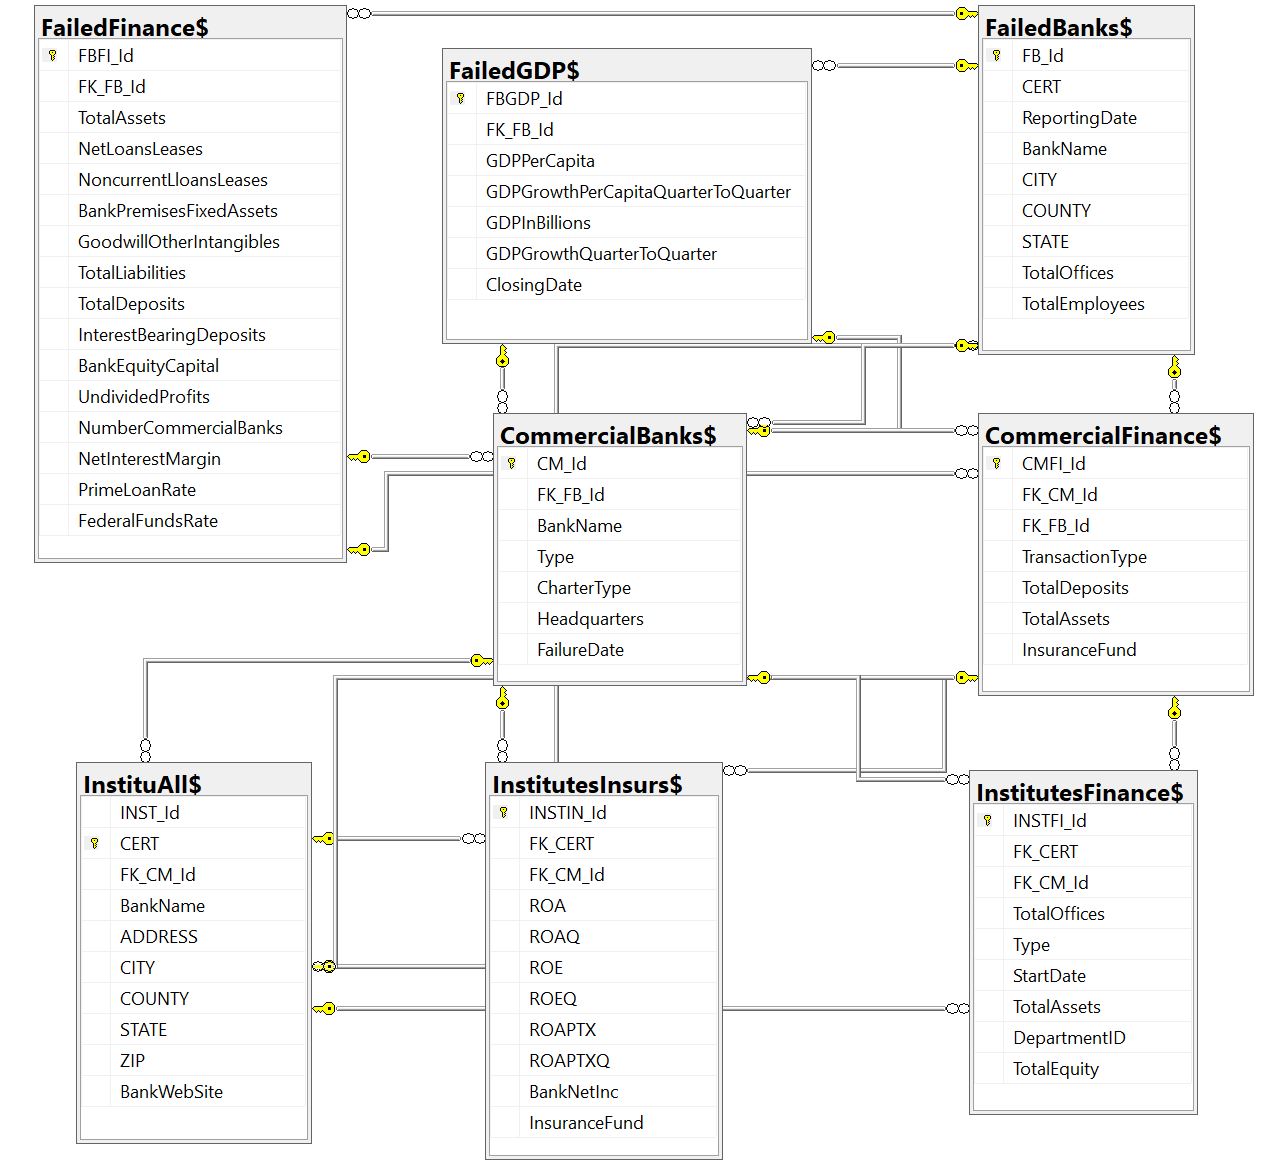 FailedFinance$
FBFI_Id
FK_FB_Id
TotalAssets
NetLoansLeases
NoncurrentLloansLeases
BankPremisesFixedAssets
GoodwillOtherIntangibles
TotalLiabilities
TotalDeposits
InterestBearingDeposits
BankEquityCapital
UndividedProfits
NumberCommercialBanks
NetInterestMargin
PrimeLoanRate
FederalFundsRate
FailedGDP$
FBGDP_Id
FK_FB_Id
GDPPerCapita
GDPGrowthPerCapitaQuarterToQuarter
GDPInBillions
GDPGrowthQuarterToQuarter
ClosingDate
FailedBanks$
FB_Id
CERT
ReportingDate
BankName
CITY
COUNTY
STATE
TotalOffices
TotalEmployees
CommercialBanks$
CM_Id
FK_FB_Id
BankName
Type
CharterType
Headquarters
FailureDate
CommercialFinance$
CMFI_Id
FK_CM_Id
FK_FB_Id
TransactionType
TotalDeposits
TotalAssets
InsuranceFund
InstituAll$
INST_Id
CERT
FK_CM_Id
BankName
ADDRESS
CITY
COUNTY
STATE
ZIP
BankWebSite
InstitutesInsurs$
INSTIN_Id
FK_CERT
FK_CM_Id
ROA
ROAQ
ROE
ROEQ
ROAPTX
ROAPTXQ
BankNetInc
InsuranceFund
InstitutesFinance$
INSTFI_Id
FK_CERT
FK_CM_Id
TotalOffices
Type
StartDate
TotalAssets
DepartmentID
TotalEquity